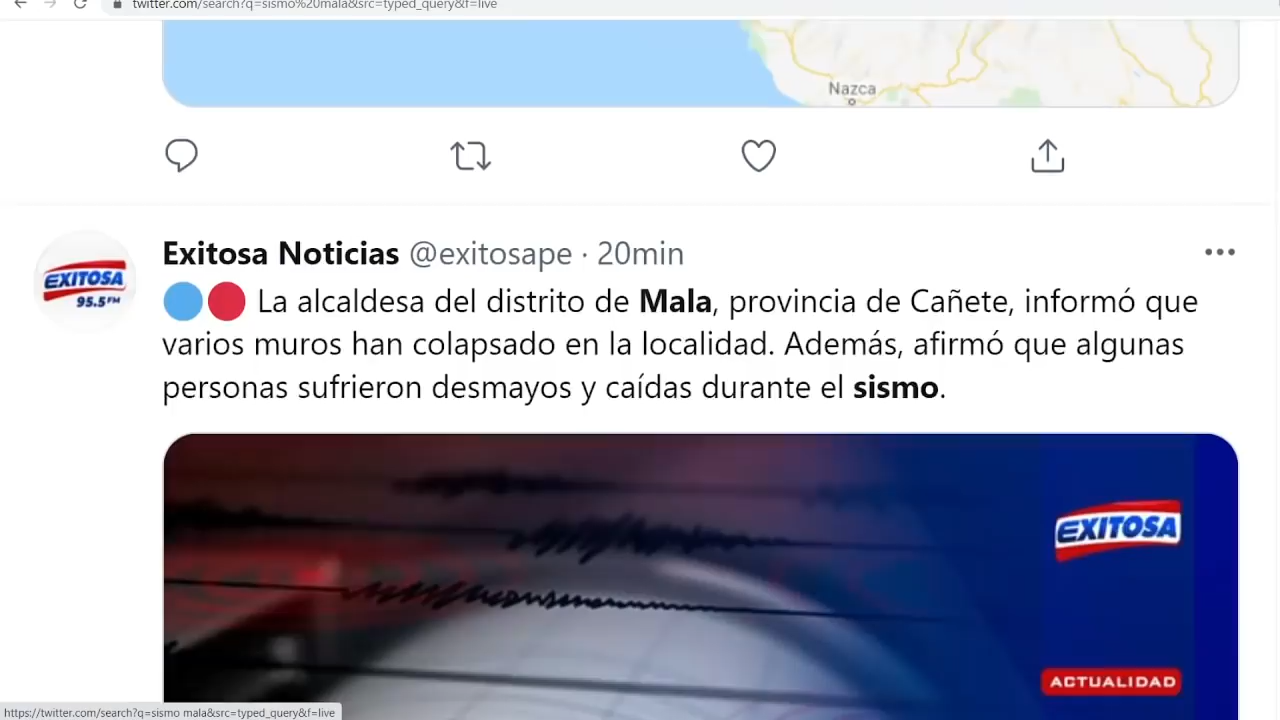 twitter.com/search?q=sismo%20mala&src=typed_query&f=live
Nazca
EXITOSA
95.5FM
Exitosa Noticias @exitosape · 20min
La alcaldesa del distrito de Mala, provincia de Cañete, informó que
varios muros han colapsado en la localidad. Además, afirmó que algunas
personas sufrieron desmayos y caídas durante el sismo.
EXITOSA
ACTUALIDAD
https://twitter.com/search?q=sismo mala&src=typed_query&f=live